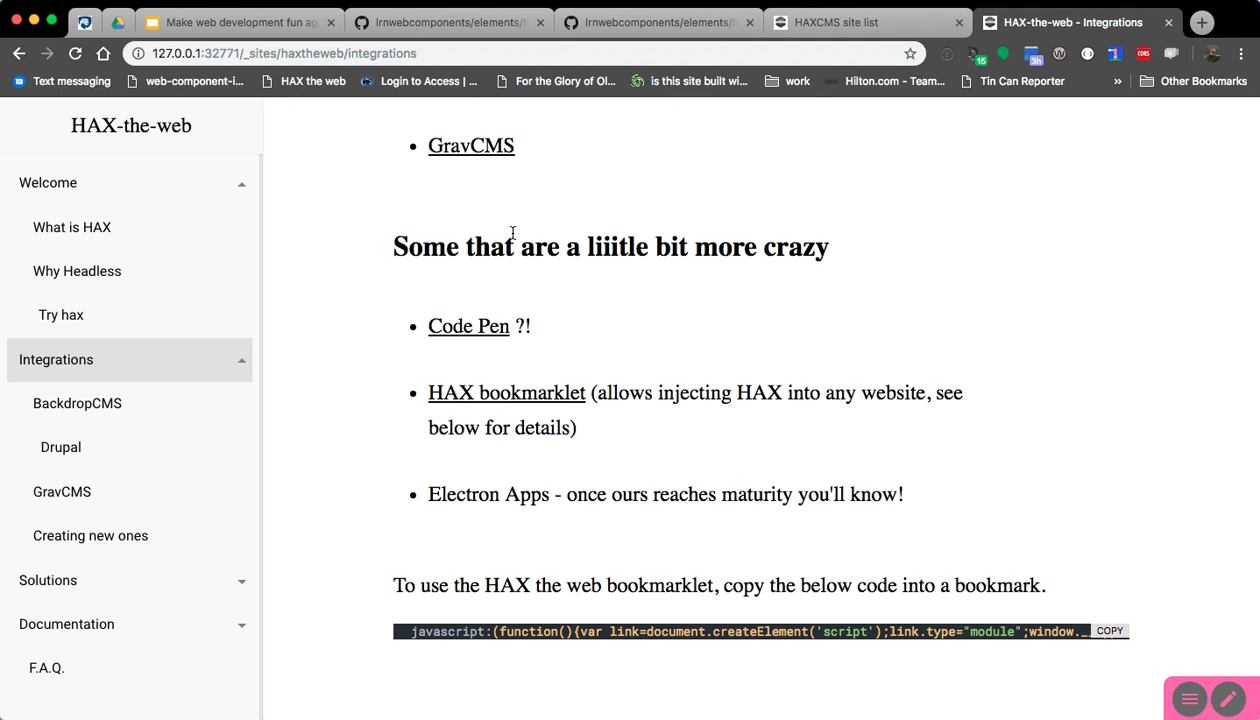 Make web development fun ag
lrnwebcomponents/elements/
lrnwebcomponents/elements/
HAXCMS site list
HAX-the-web - Integrations
127.0.0.1:32771/_sites/haxtheweb/integrations
15
3h
CORS
Text messaging
web-component-i...
HAX the web
Login to Access | ...
For the Glory of Ol...
is this site built wi...
work
Hilton.com - Team...
Tin Can Reporter
»
Other Bookmarks
HAX-the-web
Welcome
What is HAX
Why Headless
Try hax
Integrations
BackdropCMS
Drupal
GravCMS
Creating new ones
Solutions
Documentation
F.A.Q.
• GravCMS
Some that are a liiitle bit more crazy
• Code Pen ?!
• HAX bookmarklet (allows injecting HAX into any website, see
below for details)
• Electron Apps - once ours reaches maturity you'll know!
To use the HAX the web bookmarklet, copy the below code into a bookmark.
javascript:(function(){var link=document.createElement('script');link.type="module";window._
COPY